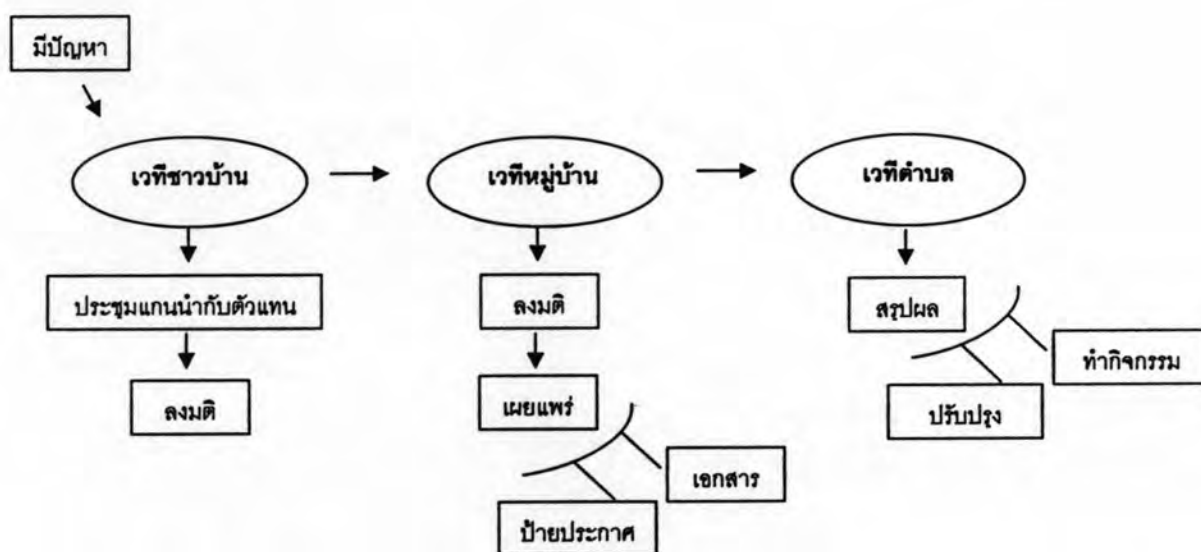 มีปัญหา
เวทีชาวบ้าน
เวทีหมู่บ้าน
เวทีตำบล
ประชุมแกนนำกับตัวแทน
ลงมติ
สรุปผล
ทำกิจกรรม
ลงมติ
เผยแพร่
ปรับปรุง
เอกสาร
ป้ายประกาศ